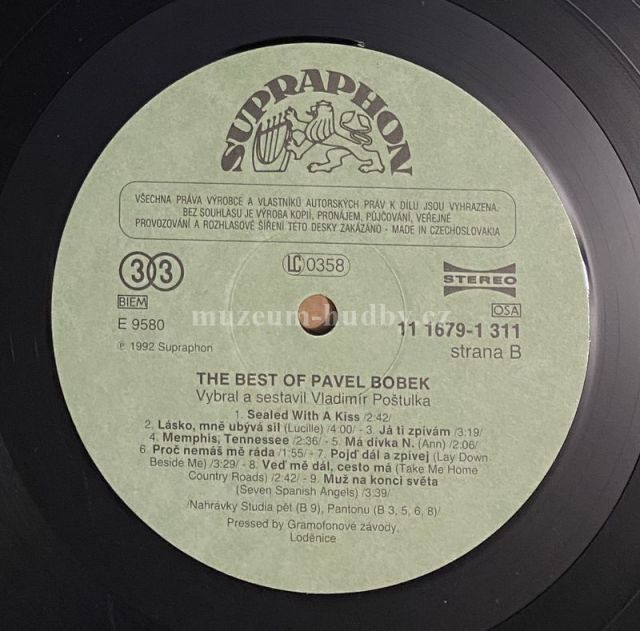 SUPRAPHON
VŠECHNA PRÁVA VÝROBCE A VLASTNÍKŮ AUTORSKÝCH PRÁV K DÍLU JSOU VYHRAZENA.
BEZ SOUHLASU JE VÝROBA KOPIÍ, PRONÁJEM, PŮJČOVÁNÍ, VEŘEJNÉ
PROVOZOVÁNÍ A ROZHLASOVÉ ŠÍŘENÍ TÉTO DESKY ZAKÁZÁNO - MADE IN CZECHOSLOVAKIA
33
LC 0358
STEREO
BIEM
OSA
muzeum-hudby.cz
E 9580
11 1679-1 311
℗ 1992 Supraphon
strana B
THE BEST OF PAVEL BOBEK
Vybral a sestavil Vladimír Poštulka
1. Sealed With A Kiss /2:42/
2. Lásko, mně ubývá sil (Lucille) /4:00/ - 3. Já ti zpívám /3:19/
4. Memphis, Tennessee /2:36/ - 5. Má dívka N. (Ann) /2:06/
6. Proč nemáš mě ráda /1:55/ - 7. Pojď dál a zpívej (Lay Down
Beside Me) /3:29/ - 8. Veď mě dál, cesto má (Take Me Home
Country Roads) /2:42/ - 9. Muž na konci světa
(Seven Spanish Angels) /3:39/
/Nahrávky Studia pět (B 9), Pantonu (B 3, 5, 6, 8)/
Pressed by Gramofonové závody,
Loděnice